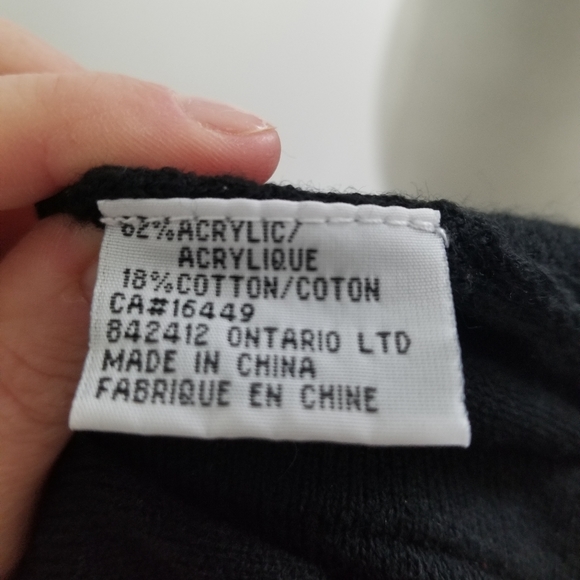 82%ACRYLIC/
ACRYLIQUE
18%COTTON/COTON
CA#16449
842412 ONTARIO LTD
MADE IN CHINA
FABRIQUE EN CHINE